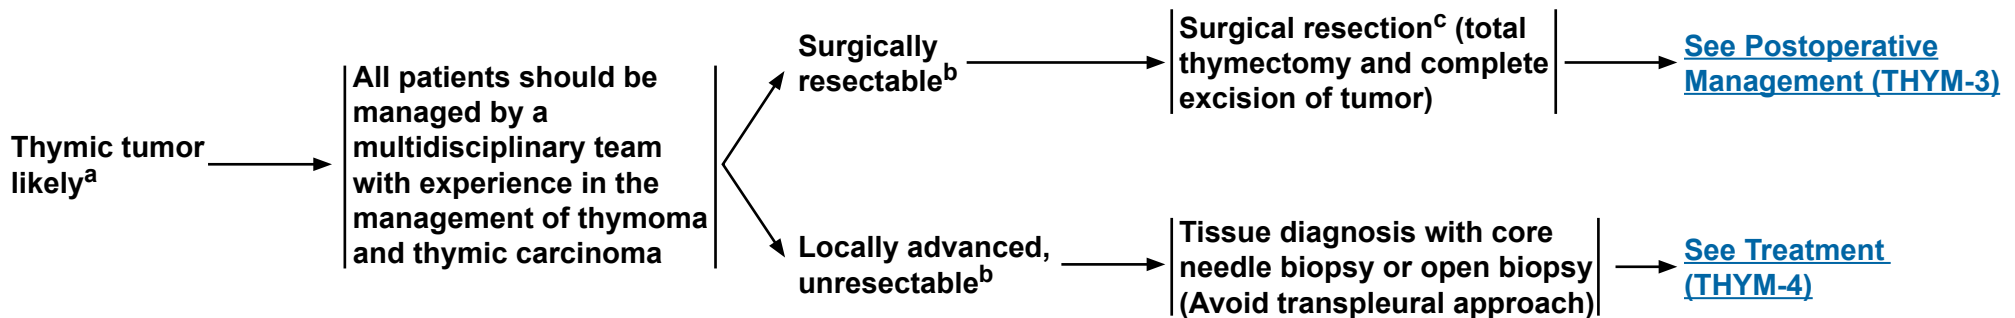 Thymic tumor
likely^a
All patients should be
managed by a
multidisciplinary team
with experience in the
management of thymoma
and thymic carcinoma
Surgically
resectable^b
Surgical resection^c (total
thymectomy and complete
excision of tumor)
See Postoperative
Management (THYM-3)
Locally advanced,
unresectable^b
Tissue diagnosis with core
needle biopsy or open biopsy
(Avoid transpleural approach)
See Treatment
(THYM-4)